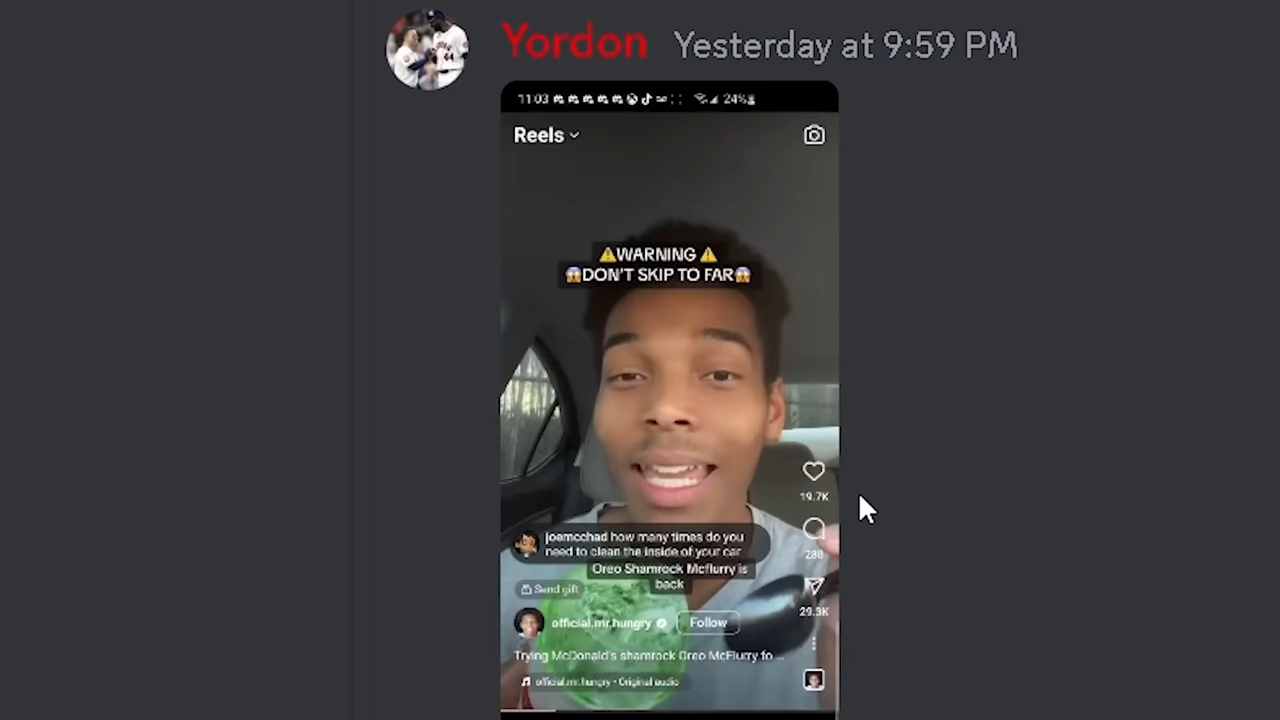 Yordon Yesterday at 9:59 PM
11:03 24%
Reels
⚠️WARNING ⚠️
😱DON'T SKIP TO FAR😱
19.7K
joemcchad how many times do you
need to clean the inside of your car
288
Oreo Shamrock Mcflurry is
back
Send gift
29.3K
official.mr.hungry Follow
Trying McDonald's shamrock Oreo McFlurry fo ...
official.mr.hungry • Original audio